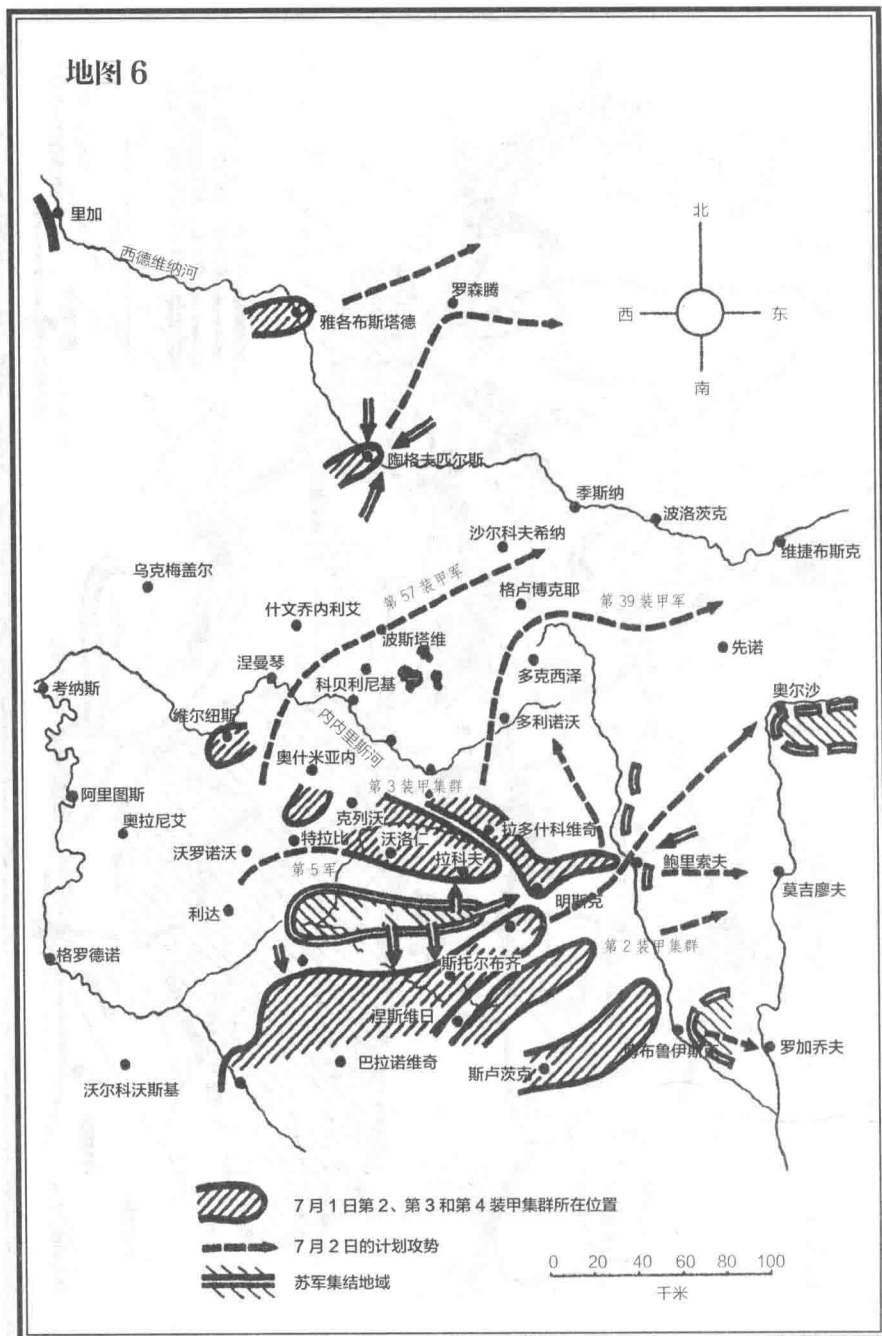 地图 6
北
里加
西德维纳河
罗森腾
西
东
雅各布斯塔德
南
陶格夫匹尔斯
季斯纳
波洛茨克
沙尔科夫希纳
维捷布斯克
乌克梅盖尔
第 57 装甲军
格卢博克耶
第 39 装甲军
什文乔内利艾
波斯塔维
先诺
涅曼琴
科贝利尼基
多克西泽
考纳斯
奥尔沙
维尔纽斯
内内里斯河
多利诺沃
奥什米亚内
第 3 装甲集群
阿里图斯
克列沃
奥拉尼艾
特拉比
沃洛仁
拉多什科维奇
沃罗诺沃
第 5 军
拉科夫
鲍里索夫
莫吉廖夫
明斯克
利达
第 2 装甲集群
格罗德诺
斯托尔布齐
涅斯维日
罗加乔夫
巴拉诺维奇
斯卢茨克
沃尔科沃斯基
7 月 1 日第 2、第 3 和第 4 装甲集群所在位置
7 月 2 日的计划攻势
苏军集结地域
0 20 40 60 80 100
千米